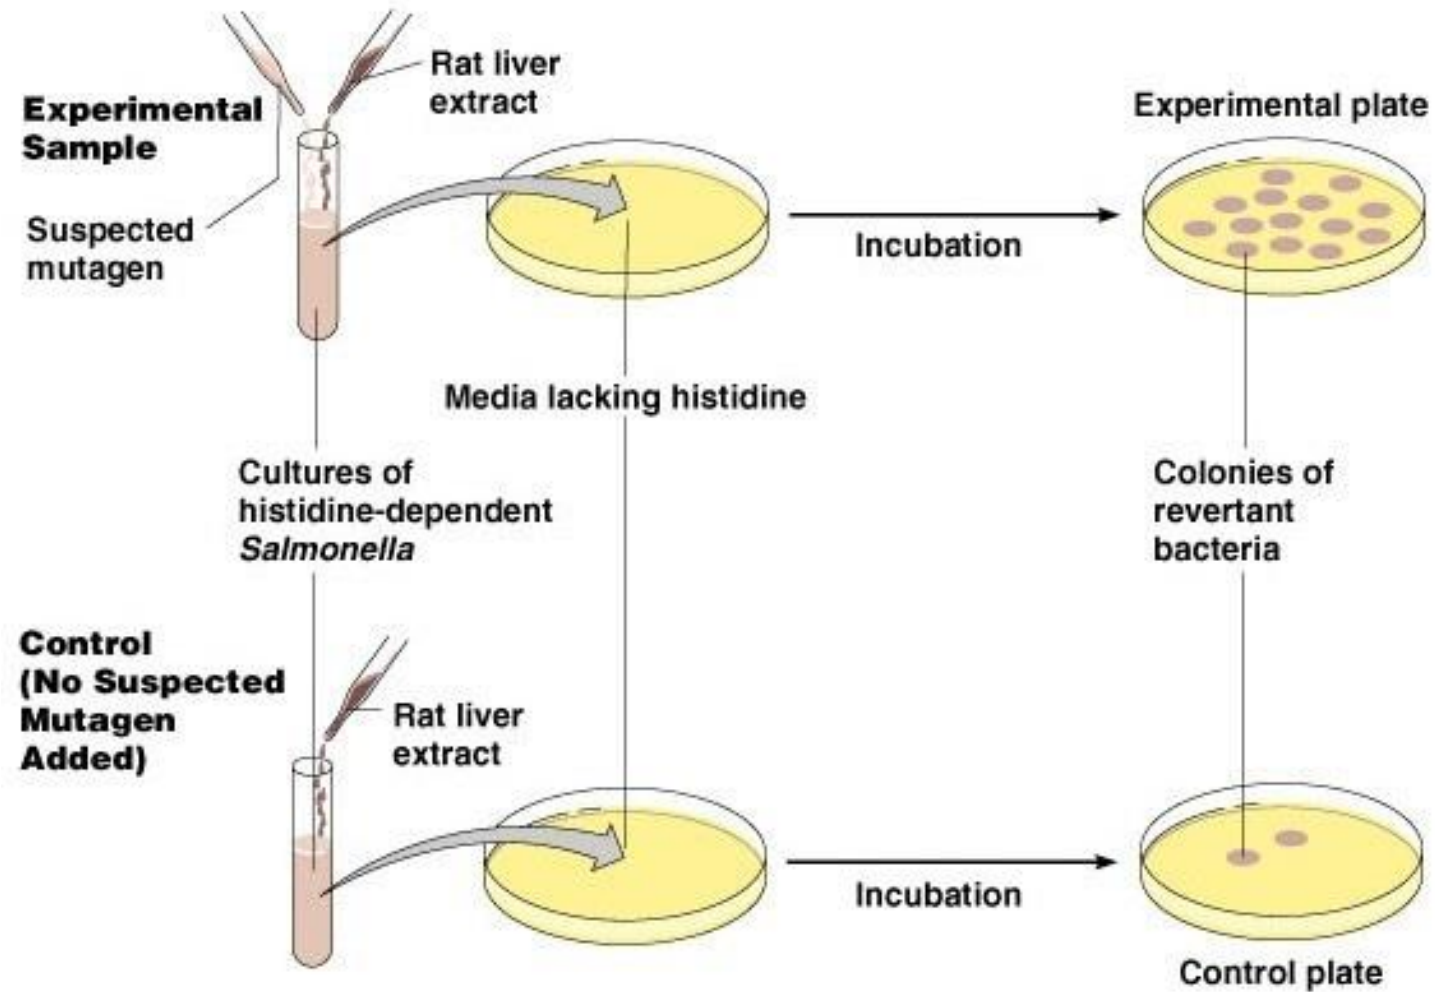 Rat liver
extract
Experimental
Sample
Suspected
mutagen
Experimental plate
Incubation
Media lacking histidine
Cultures of
histidine-dependent
Salmonella
Colonies of
revertant
bacteria
Control
(No Suspected
Mutagen
Added)
Rat liver
extract
Incubation
Control plate